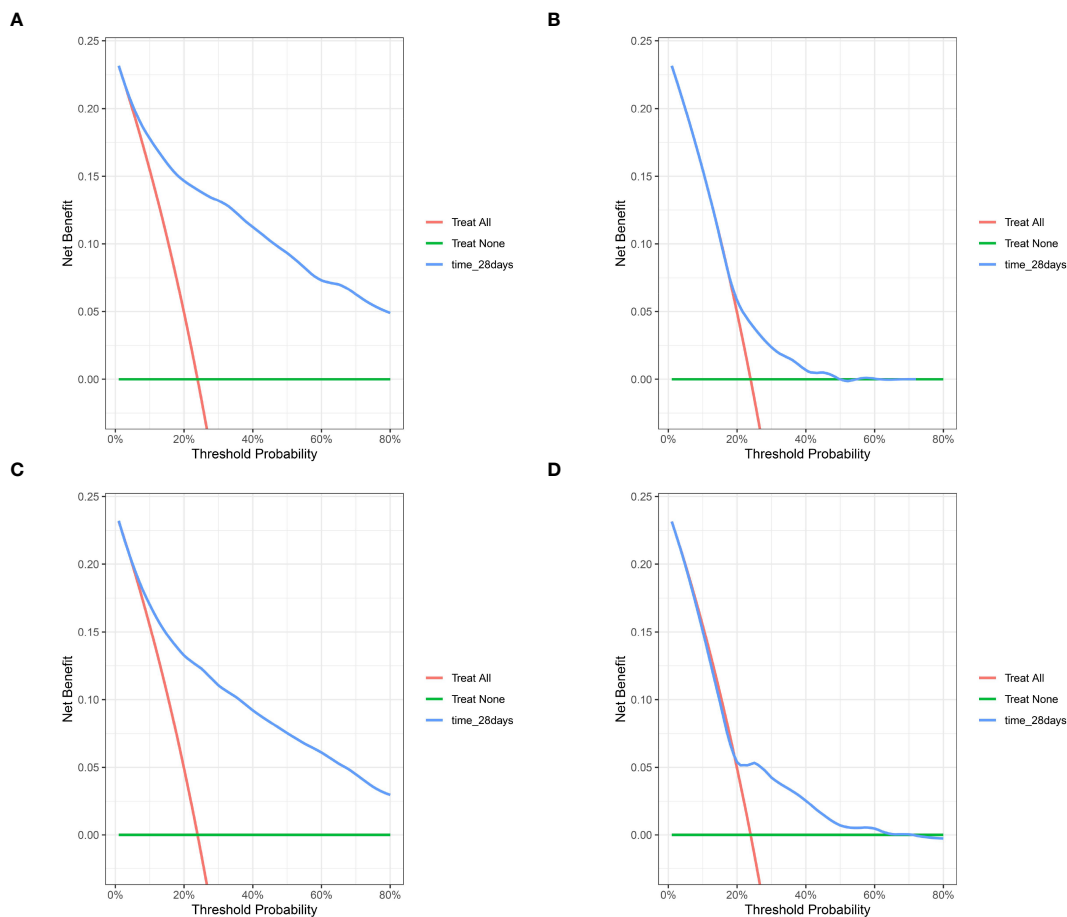 A
0.25
0.20
0.15
0.10
0.05
0.00
Net Benefit
0% 20% 40% 60% 80%
Threshold Probability
Treat All
Treat None
time_28days
B
0.25
0.20
0.15
0.10
0.05
0.00
Net Benefit
0% 20% 40% 60% 80%
Threshold Probability
Treat All
Treat None
time_28days
C
0.25
0.20
0.15
0.10
0.05
0.00
Net Benefit
0% 20% 40% 60% 80%
Threshold Probability
Treat All
Treat None
time_28days
D
0.25
0.20
0.15
0.10
0.05
0.00
Net Benefit
0% 20% 40% 60% 80%
Threshold Probability
Treat All
Treat None
time_28days